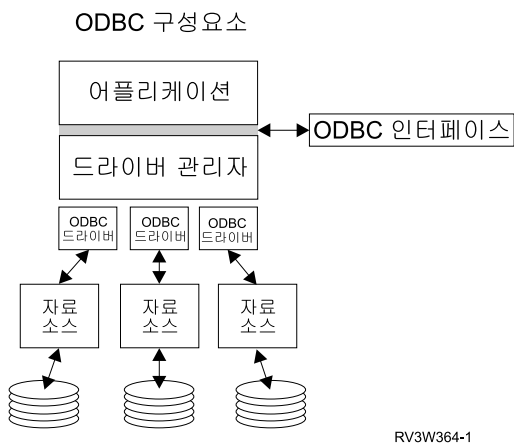 ODBC 구성요소
어플리케이션
ODBC 인터페이스
드라이버 관리자
ODBC
드라이버
ODBC
드라이버
ODBC
드라이버
자료
소스
자료
소스
자료
소스
RV3W364-1